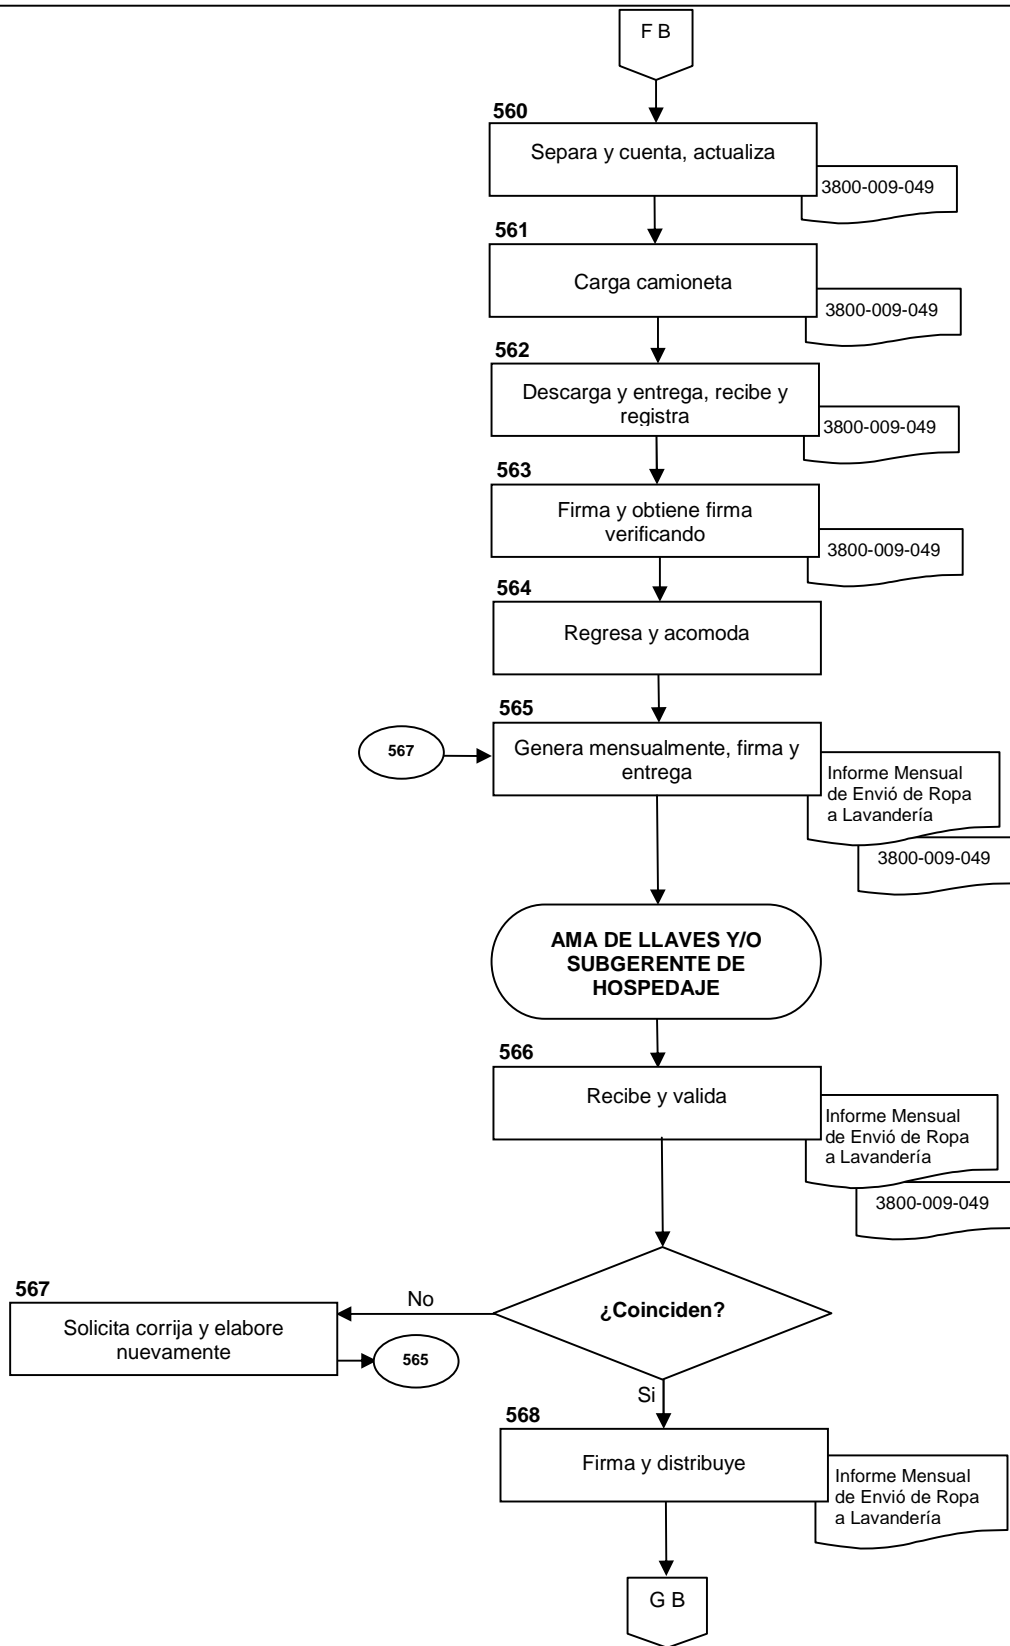 F B
560
Separa y cuenta, actualiza
3800-009-049
561
Carga camioneta
3800-009-049
562
Descarga y entrega, recibe y
registra
3800-009-049
563
Firma y obtiene firma
verificando
3800-009-049
564
Regresa y acomoda
565
567
Genera mensualmente, firma y
entrega
Informe Mensual
de Envió de Ropa
a Lavandería
3800-009-049
AMA DE LLAVES Y/O
SUBGERENTE DE
HOSPEDAJE
566
Recibe y valida
Informe Mensual
de Envió de Ropa
a Lavandería
3800-009-049
¿Coinciden?
No
567
Solicita corrija y elabore
nuevamente
565
Si
568
Firma y distribuye
Informe Mensual
de Envió de Ropa
a Lavandería
G B